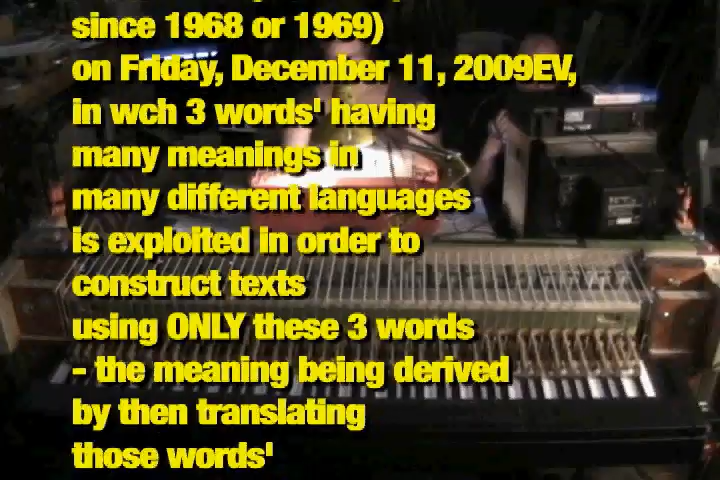 since 1968 or 1969)
on Friday, December 11, 2009EV,
in wch 3 words' having
many meanings in
many different languages
is exploited in order to
construct texts
using ONLY these 3 words
- the meaning being derived
by then translating
those words'